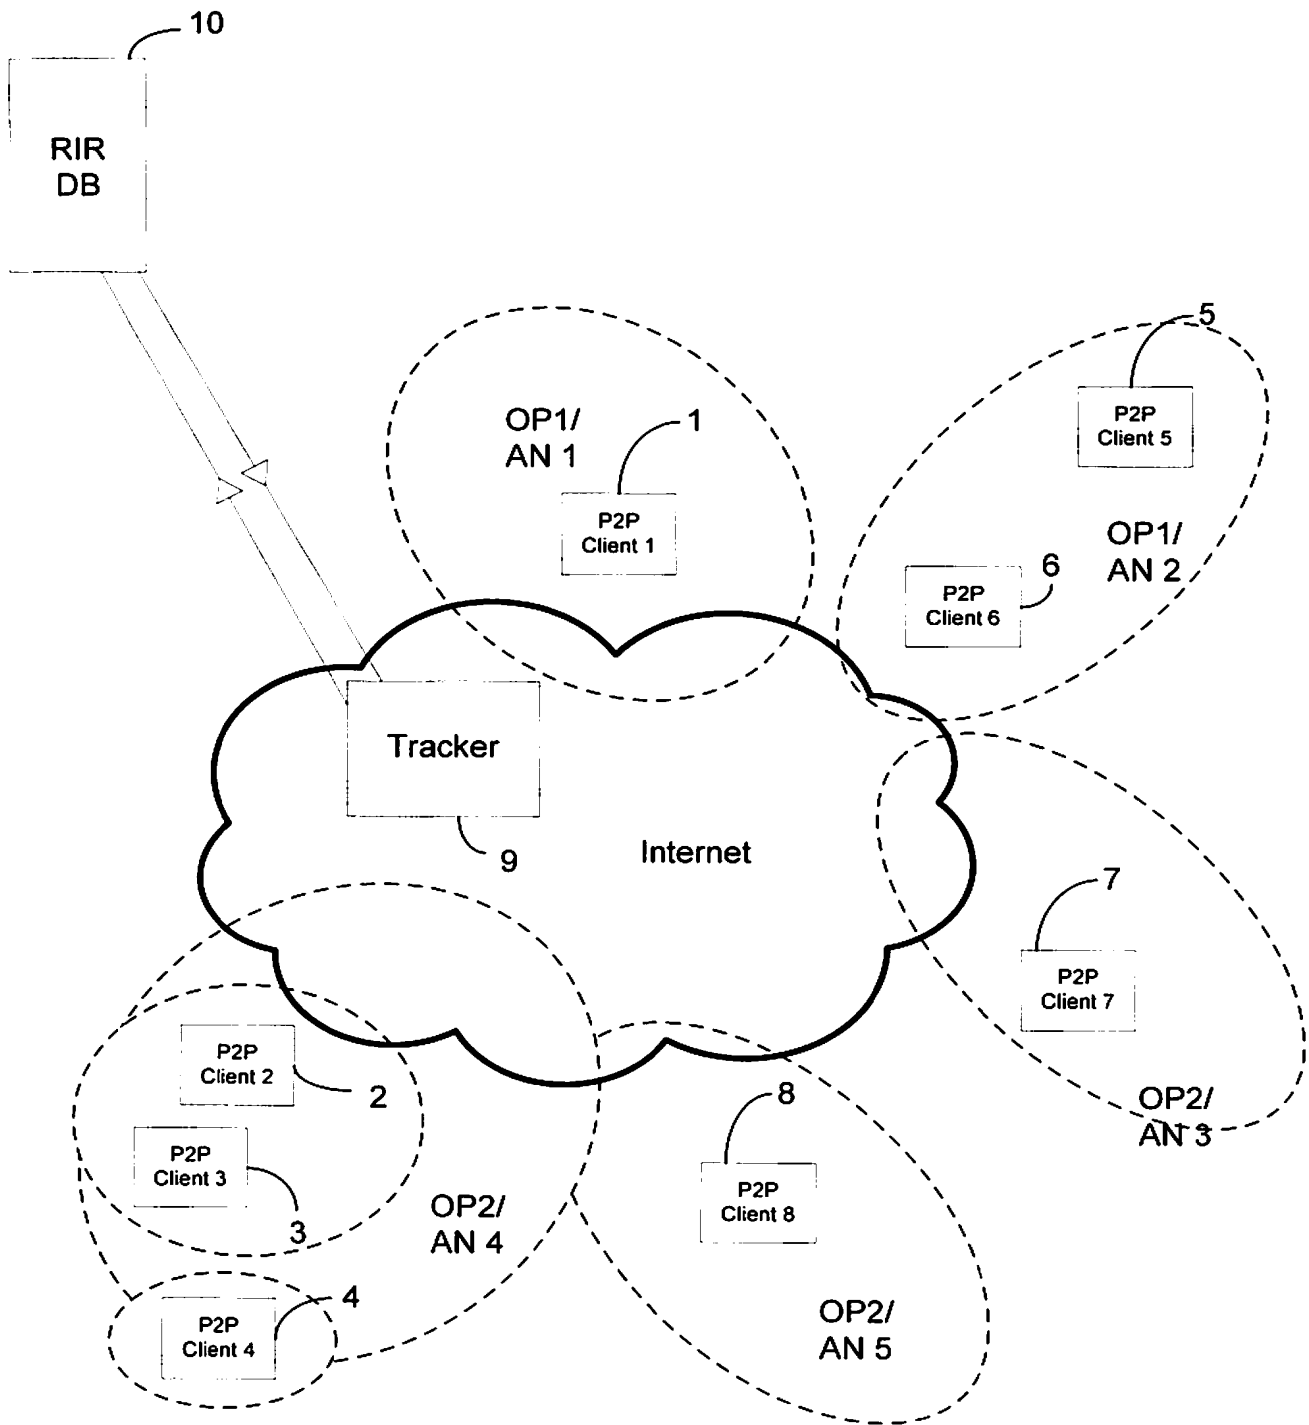 10
RIR
DB
5
P2P
Client 5
OP1/
AN 1
1
P2P
Client 1
OP1/
AN 2
6
P2P
Client 6
Tracker
9
Internet
7
P2P
Client 7
OP2/
AN 3
P2P
Client 2
2
P2P
Client 3
3
OP2/
AN 4
8
P2P
Client 8
4
P2P
Client 4
OP2/
AN 5